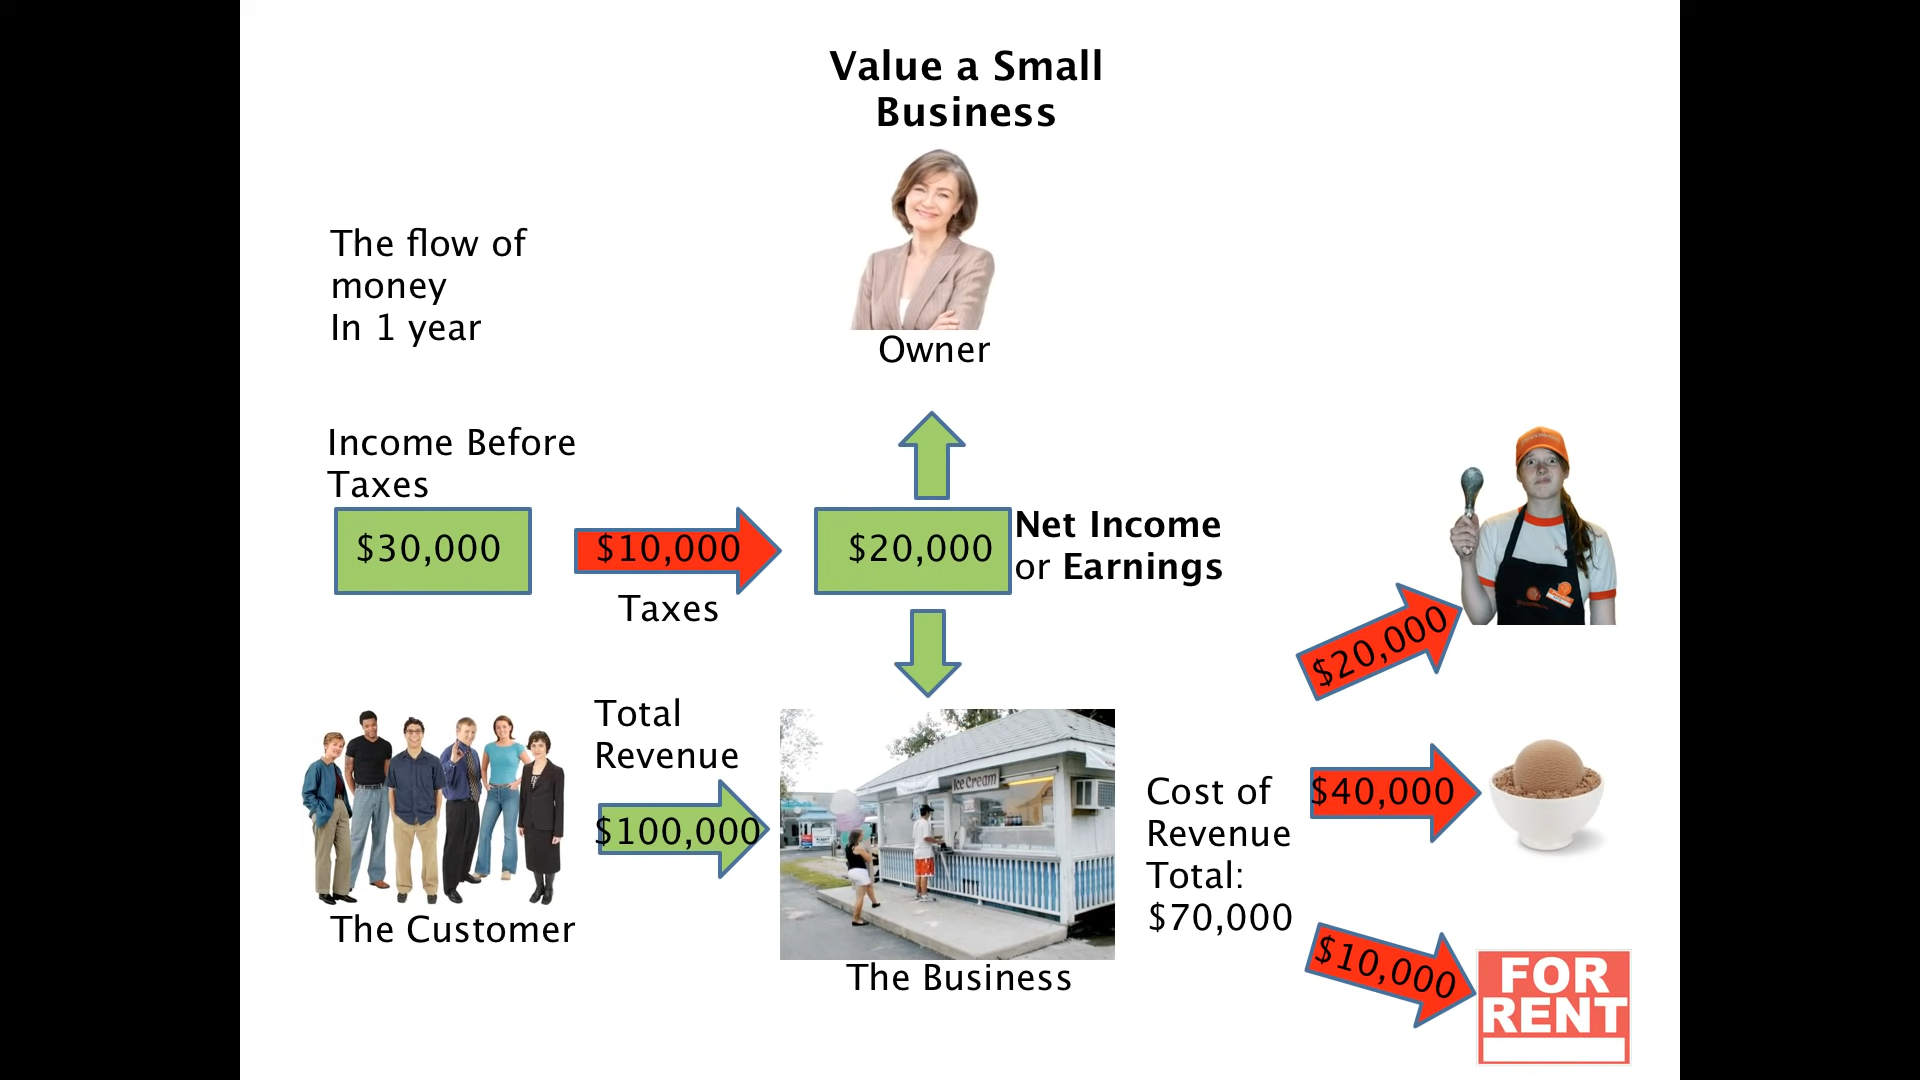 Value a Small
Business
The flow of
money
In 1 year
Owner
Income Before
Taxes
$30,000
$10,000
Taxes
$20,000
Net Income
or Earnings
$20,000
Total
Revenue
$100,000
The Customer
Ice Cream
The Business
Cost of
Revenue
Total:
$70,000
$40,000
$10,000
FOR
RENT